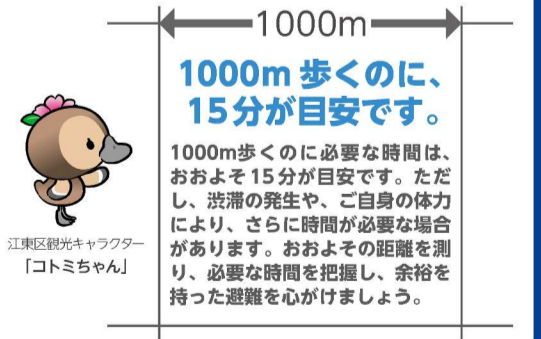 1000m
1000m 歩くのに、
15分が目安です。
1000m歩くのに必要な時間は、
おおよそ15分が目安です。ただ
し、渋滞の発生や、ご自身の体力
により、さらに時間が必要な場合
があります。おおよその距離を測
り、必要な時間を把握し、余裕を
持った避難を心がけましょう。
江東区観光キャラクター
「コトミちゃん」